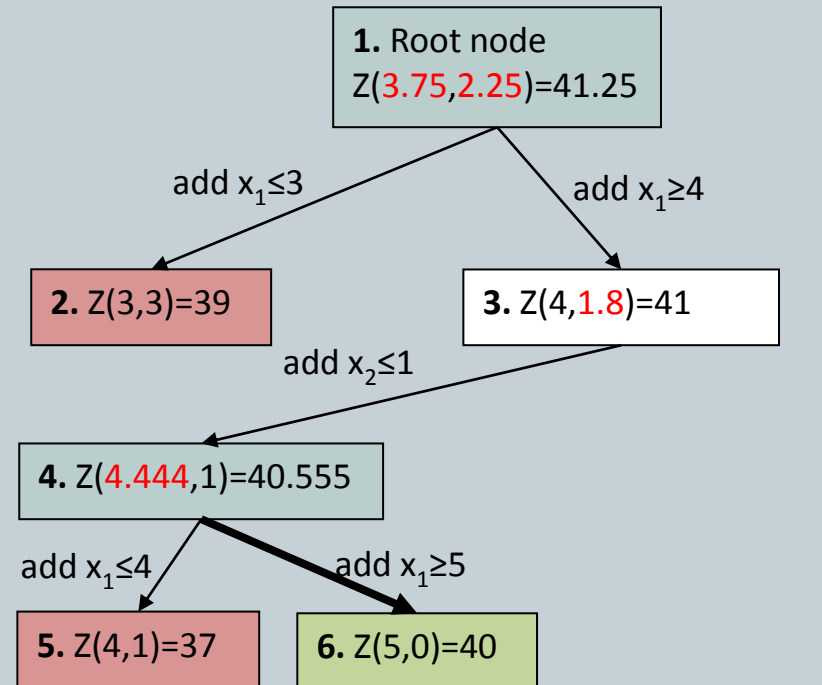 1. Root node
Z(3.75,2.25)=41.25
add x₁≤3
add x₁≥4
2. Z(3,3)=39
3. Z(4,1.8)=41
add x₂≤1
4. Z(4.444,1)=40.555
add x₁≤4
add x₁≥5
5. Z(4,1)=37
6. Z(5,0)=40